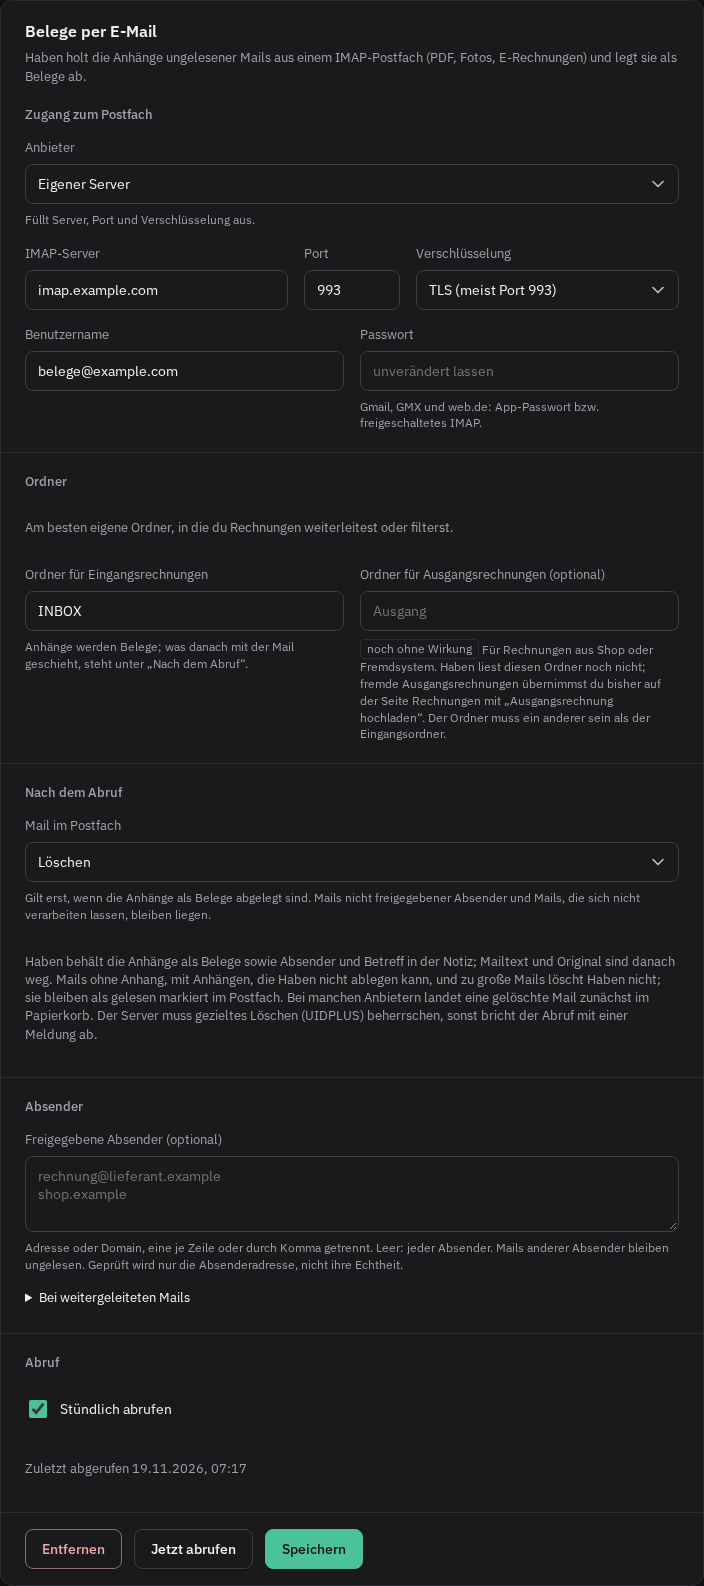 Belege per E-Mail
Haben holt die Anhänge ungelesener Mails aus einem IMAP-Postfach (PDF, Fotos, E-Rechnungen) und legt sie als
Belege ab.
Zugang zum Postfach
Anbieter
Eigener Server
Füllt Server, Port und Verschlüsselung aus.
IMAP-Server
Port
Verschlüsselung
imap.example.com
993
TLS (meist Port 993)
Benutzername
Passwort
belege@example.com
unverändert lassen
Gmail, GMX und web.de: App-Passwort bzw.
freigeschaltetes IMAP.
Ordner
Am besten eigene Ordner, in die du Rechnungen weiterleitest oder filterst.
Ordner für Eingangsrechnungen
INBOX
Anhänge werden Belege; was danach mit der Mail
geschieht, steht unter „Nach dem Abruf“.
Ordner für Ausgangsrechnungen (optional)
Ausgang
noch ohne Wirkung Für Rechnungen aus Shop oder
Fremdsystem. Haben liest diesen Ordner noch nicht;
fremde Ausgangsrechnungen übernimmst du bisher auf
der Seite Rechnungen mit „Ausgangsrechnung
hochladen“. Der Ordner muss ein anderer sein als der
Eingangsordner.
Nach dem Abruf
Mail im Postfach
Löschen
Gilt erst, wenn die Anhänge als Belege abgelegt sind. Mails nicht freigegebener Absender und Mails, die sich nicht
verarbeiten lassen, bleiben liegen.
Haben behält die Anhänge als Belege sowie Absender und Betreff in der Notiz; Mailtext und Original sind danach
weg. Mails ohne Anhang, mit Anhängen, die Haben nicht ablegen kann, und zu große Mails löscht Haben nicht;
sie bleiben als gelesen markiert im Postfach. Bei manchen Anbietern landet eine gelöschte Mail zunächst im
Papierkorb. Der Server muss gezieltes Löschen (UIDPLUS) beherrschen, sonst bricht der Abruf mit einer
Meldung ab.
Absender
Freigegebene Absender (optional)
rechnung@lieferant.example
shop.example
Adresse oder Domain, eine je Zeile oder durch Komma getrennt. Leer: jeder Absender. Mails anderer Absender bleiben
ungelesen. Geprüft wird nur die Absenderadresse, nicht ihre Echtheit.
Bei weitergeleiteten Mails
Abruf
Stündlich abrufen
Zuletzt abgerufen 19.11.2026, 07:17
Entfernen
Jetzt abrufen
Speichern